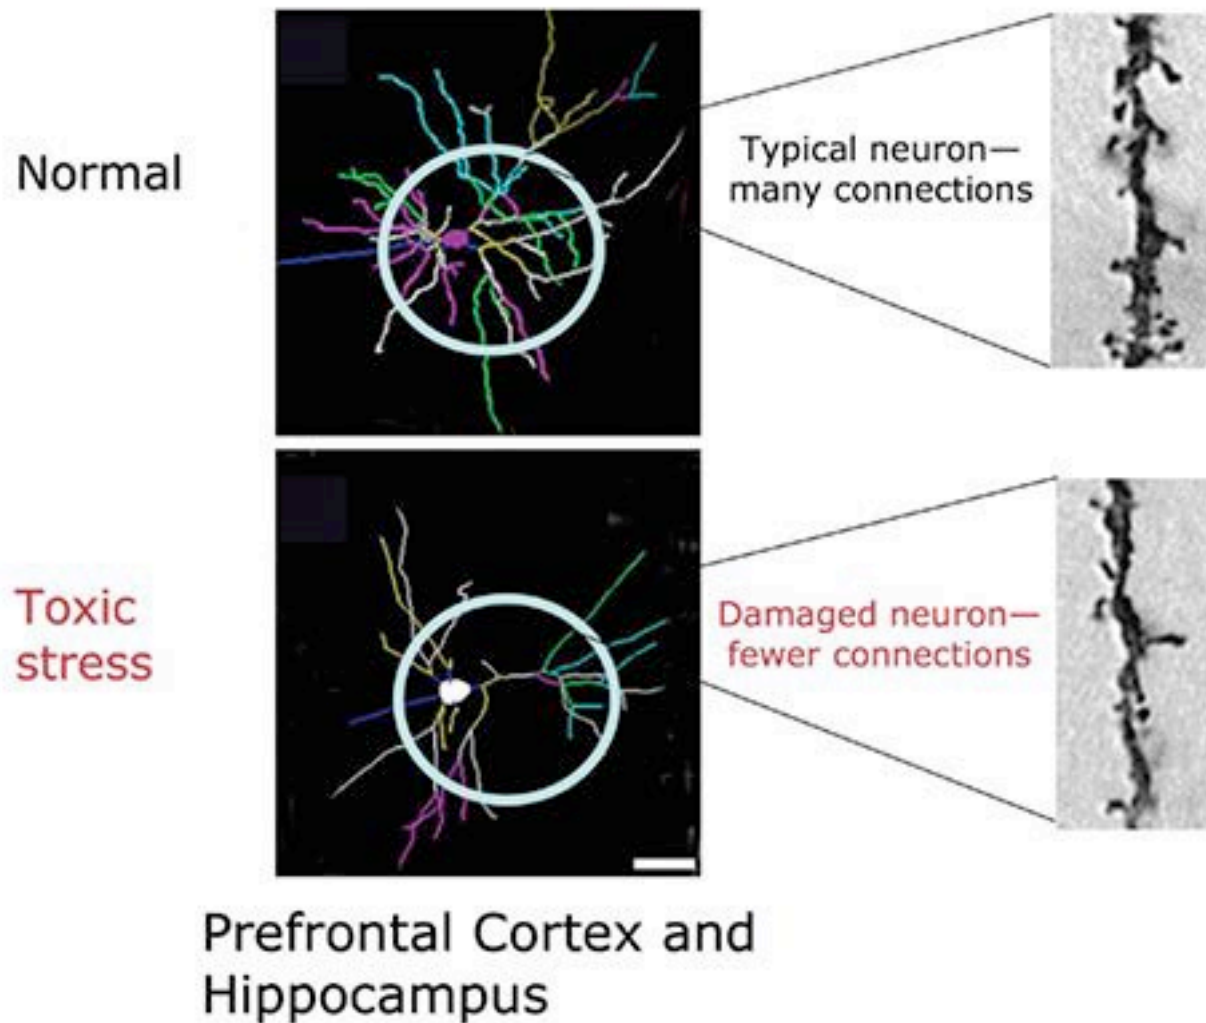 Normal
Typical neuron—
many connections
Toxic
stress
Damaged neuron—
fewer connections
Prefrontal Cortex and
Hippocampus